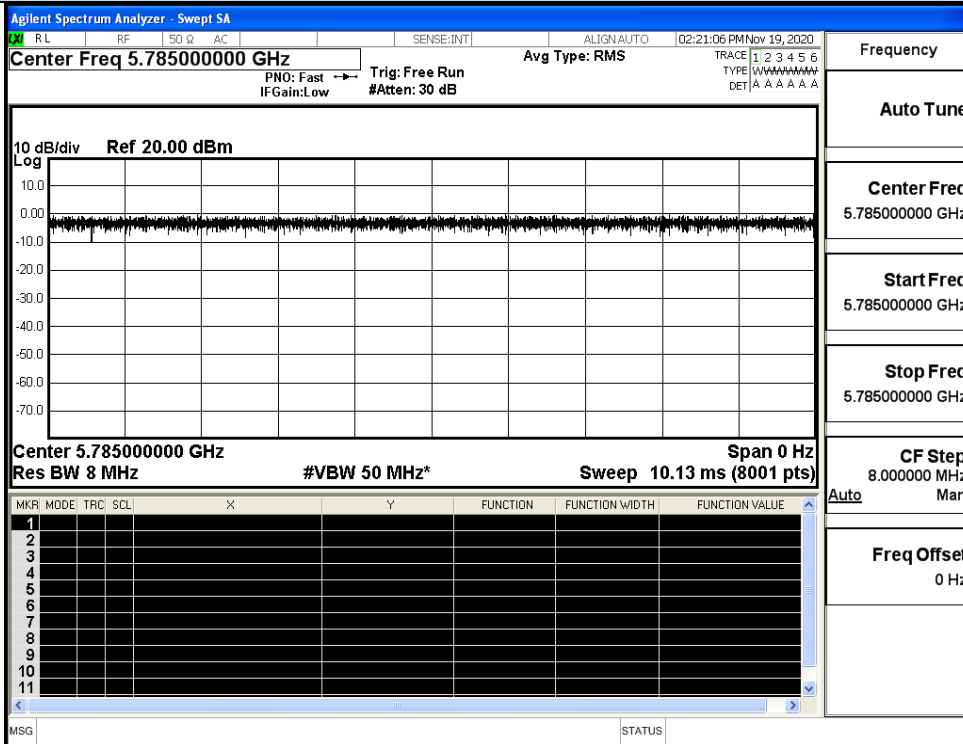 Agilent Spectrum Analyzer - Swept SA
LXI RL RF 50 Ω AC SENSE:INT ALIGN AUTO 02:21:06 PM Nov 19, 2020
Center Freq 5.785000000 GHz
Avg Type: RMS
TRACE 1 2 3 4 5 6
PNO: Fast
Trig: Free Run
TYPE WWWWWW
IFGain:Low
#Atten: 30 dB
DET A A A A A A
10 dB/div Ref 20.00 dBm
Log
10.0
0.00
-10.0
-20.0
-30.0
-40.0
-50.0
-60.0
-70.0
Center 5.785000000 GHz Span 0 Hz
Res BW 8 MHz #VBW 50 MHz* Sweep 10.13 ms (8001 pts)
MKR MODE TRC SCL X Y FUNCTION FUNCTION WIDTH FUNCTION VALUE
1
2
3
4
5
6
7
8
9
10
11
MSG STATUS
Frequency
Auto Tune
Center Freq
5.785000000 GHz
Start Freq
5.785000000 GHz
Stop Freq
5.785000000 GHz
CF Step
8.000000 MHz
Auto Man
Freq Offset
0 Hz